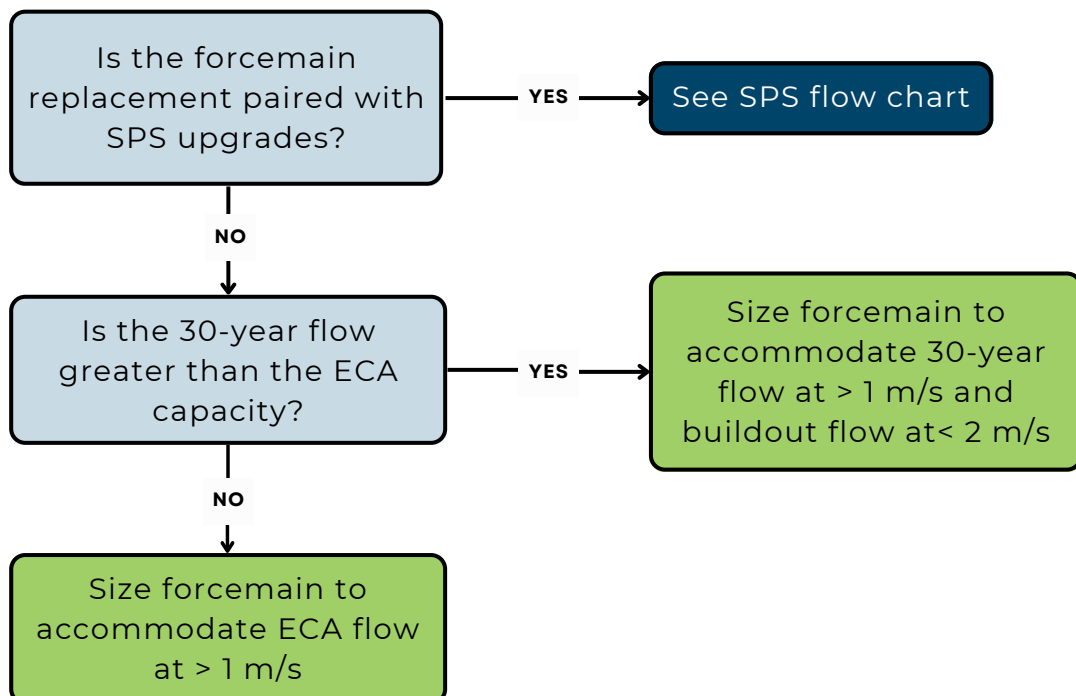 Is the forcemain
replacement paired with
SPS upgrades?
YES
See SPS flow chart
NO
Is the 30-year flow
greater than the ECA
capacity?
YES
Size forcemain to
accommodate 30-year
flow at > 1 m/s and
buildout flow at< 2 m/s
NO
Size forcemain to
accommodate ECA flow
at > 1 m/s